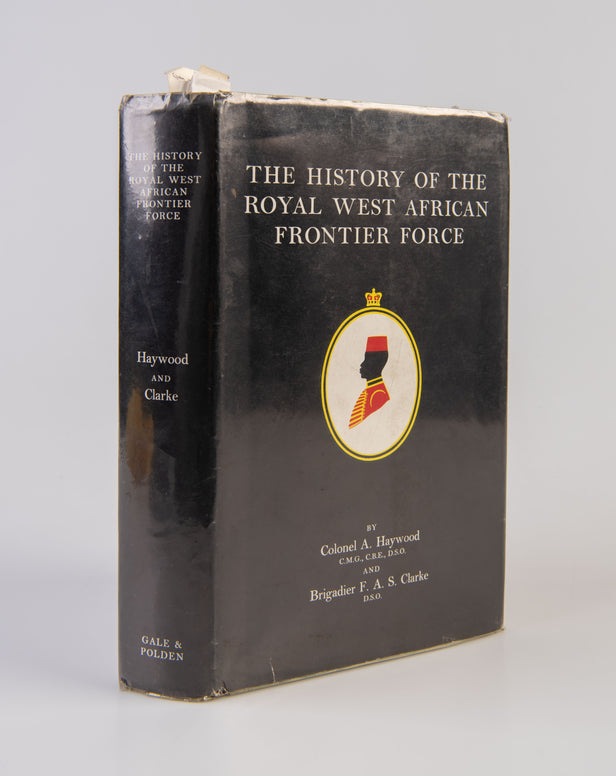 THE HISTORY
OF THE
ROYAL WEST
AFRICAN
FRONTIER
FORCE
Haywood
AND
Clarke
GALE &
POLDEN
THE HISTORY OF THE
ROYAL WEST AFRICAN
FRONTIER FORCE
BY
Colonel A. Haywood
C.M.G., C.B.E., D.S.O.
AND
Brigadier F. A. S. Clarke
D.S.O.